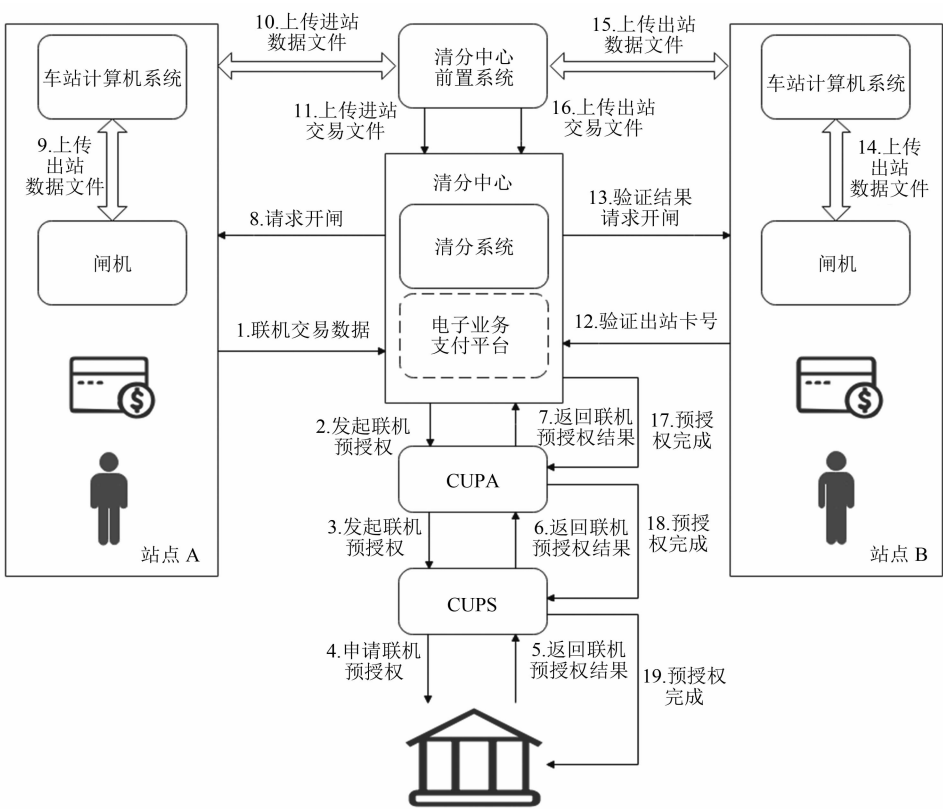 10.上传进站
数据文件
15.上传出站
数据文件
车站计算机系统
清分中心
前置系统
车站计算机系统
11.上传进站
交易文件
16.上传出站
交易文件
9.上传
出站
数据文件
14.上传
出站
数据文件
清分中心
8.请求开闸
13.验证结果
请求开闸
清分系统
闸机
闸机
1.联机交易数据
电子业务
支付平台
12.验证出站卡号
2.发起联机
预授权
7.返回联机
预授权结果
17.预授
权完成
CUPA
3.发起联机
预授权
6.返回联机
预授权结果
18.预授
权完成
站点 A
站点 B
CUPS
4.申请联机
预授权
5.返回联机
预授权结果
19.预授权
完成